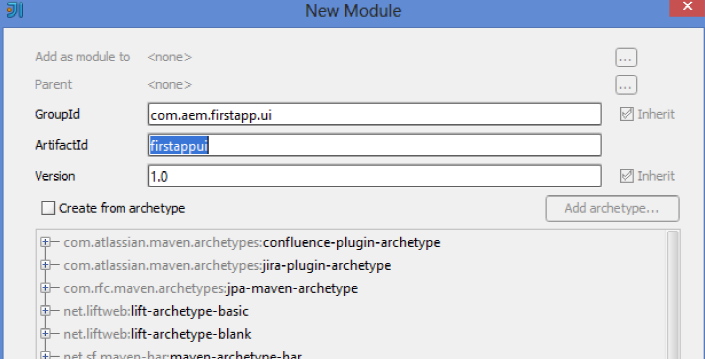 New Module
Add as module to <none> ...
Parent <none> ...
GroupId com.aem.firstapp.ui Inherit
ArtifactId firstappui
Version 1.0 Inherit
Create from archetype Add archetype...
com.atlassian.maven.archetypes:confluence-plugin-archetype
com.atlassian.maven.archetypes:jira-plugin-archetype
com.rfc.maven.archetypes:jpa-maven-archetype
net.liftweb:lift-archetype-basic
net.liftweb:lift-archetype-blank
net.sf.maven-har:maven-archetype-har